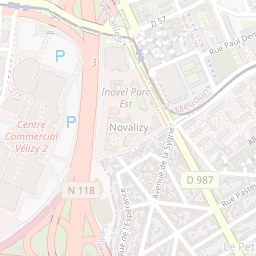 D 57
Rue Paul Dem
P
3
Inovel Parc
Est
Meudon
P
Centre
Commercial
Vélizy 2
Novalizy
Avenue de la Sygrie
N 118
D 987
Rue Pasteu
Le Pet